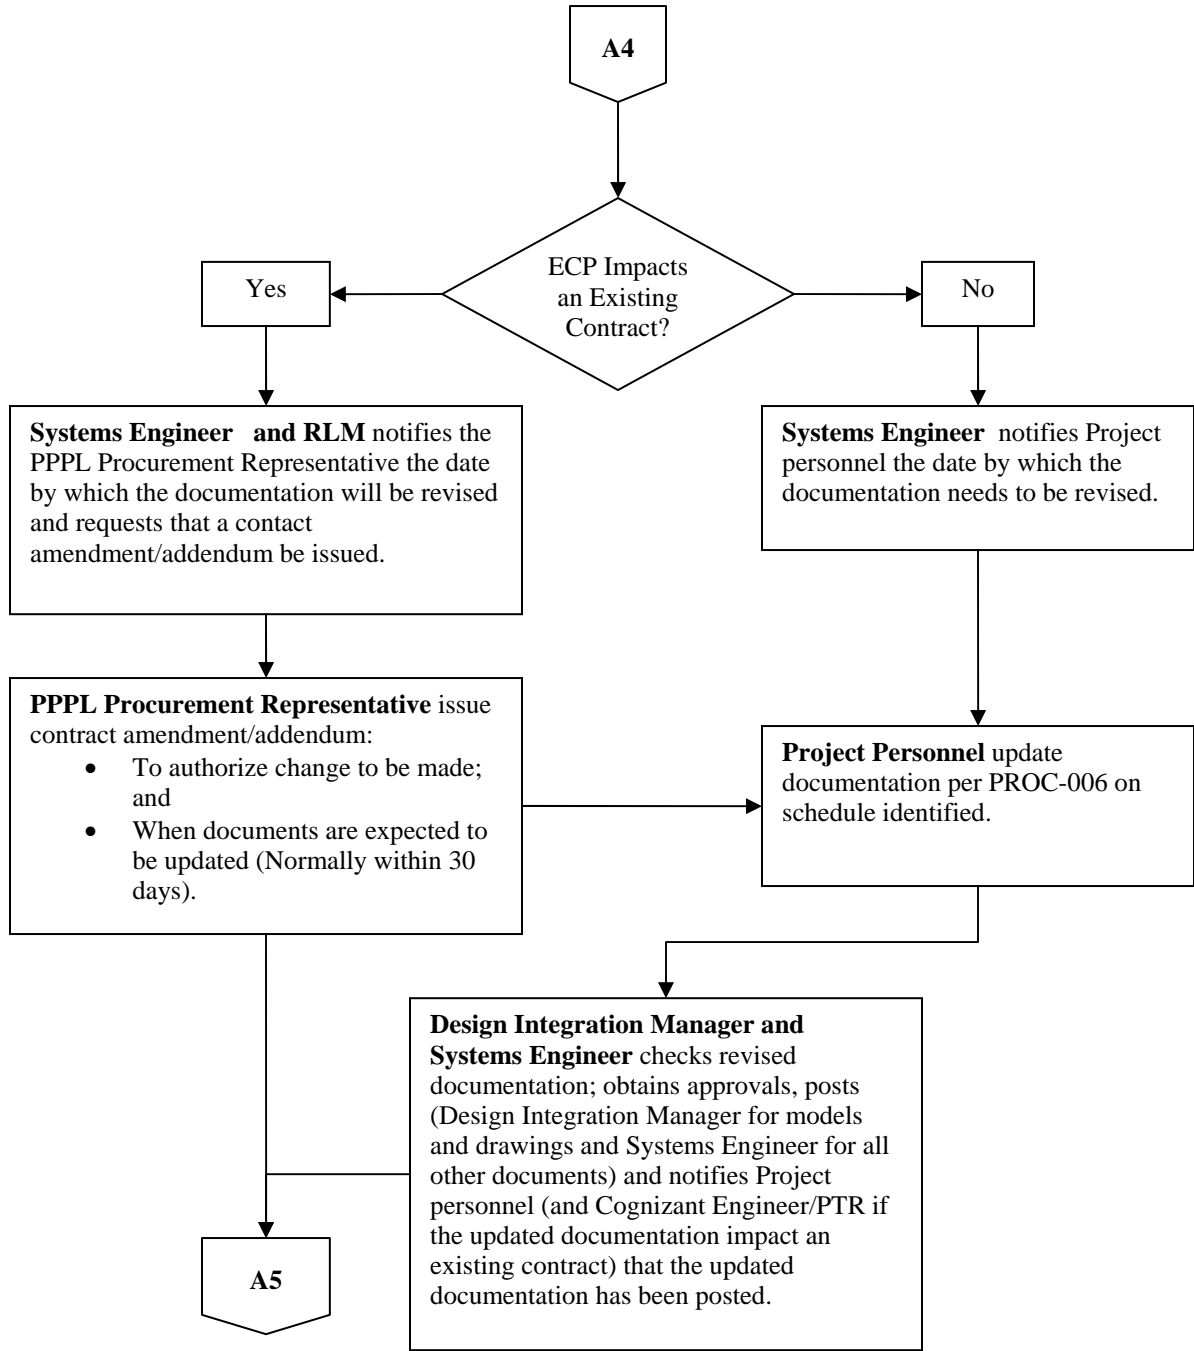 A4
ECP Impacts
an Existing
Contract?
Yes
No
Systems Engineer and RLM notifies the
PPPL Procurement Representative the date
by which the documentation will be revised
and requests that a contact
amendment/addendum be issued.
Systems Engineer notifies Project
personnel the date by which the
documentation needs to be revised.
PPPL Procurement Representative issue
contract amendment/addendum:
• To authorize change to be made;
and
• When documents are expected to
be updated (Normally within 30
days).
Project Personnel update
documentation per PROC-006 on
schedule identified.
Design Integration Manager and
Systems Engineer checks revised
documentation; obtains approvals, posts
(Design Integration Manager for models
and drawings and Systems Engineer for all
other documents) and notifies Project
personnel (and Cognizant Engineer/PTR if
the updated documentation impact an
existing contract) that the updated
documentation has been posted.
A5